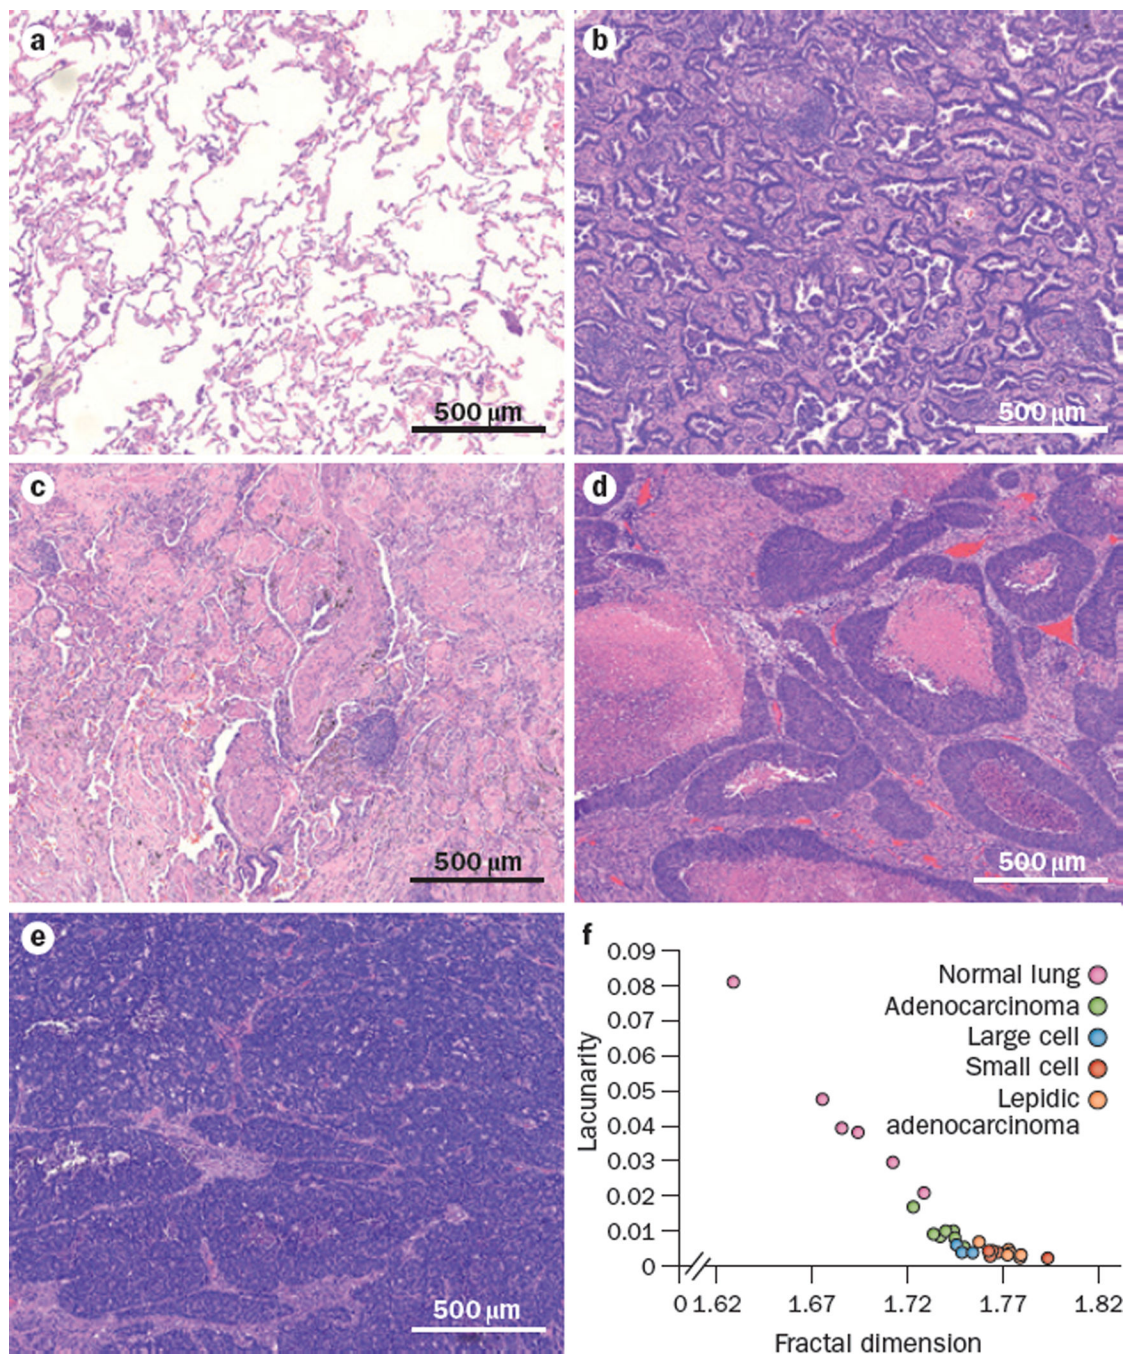 a
500 µm
b
500 µm
c
500 µm
d
500 µm
e
500 µm
f
Lacunarity
0.09
0.08
0.07
0.06
0.05
0.04
0.03
0.02
0.01
0
Normal lung
Adenocarcinoma
Large cell
Small cell
Lepidic
adenocarcinoma
0 1.62 1.67 1.72 1.77 1.82
Fractal dimension